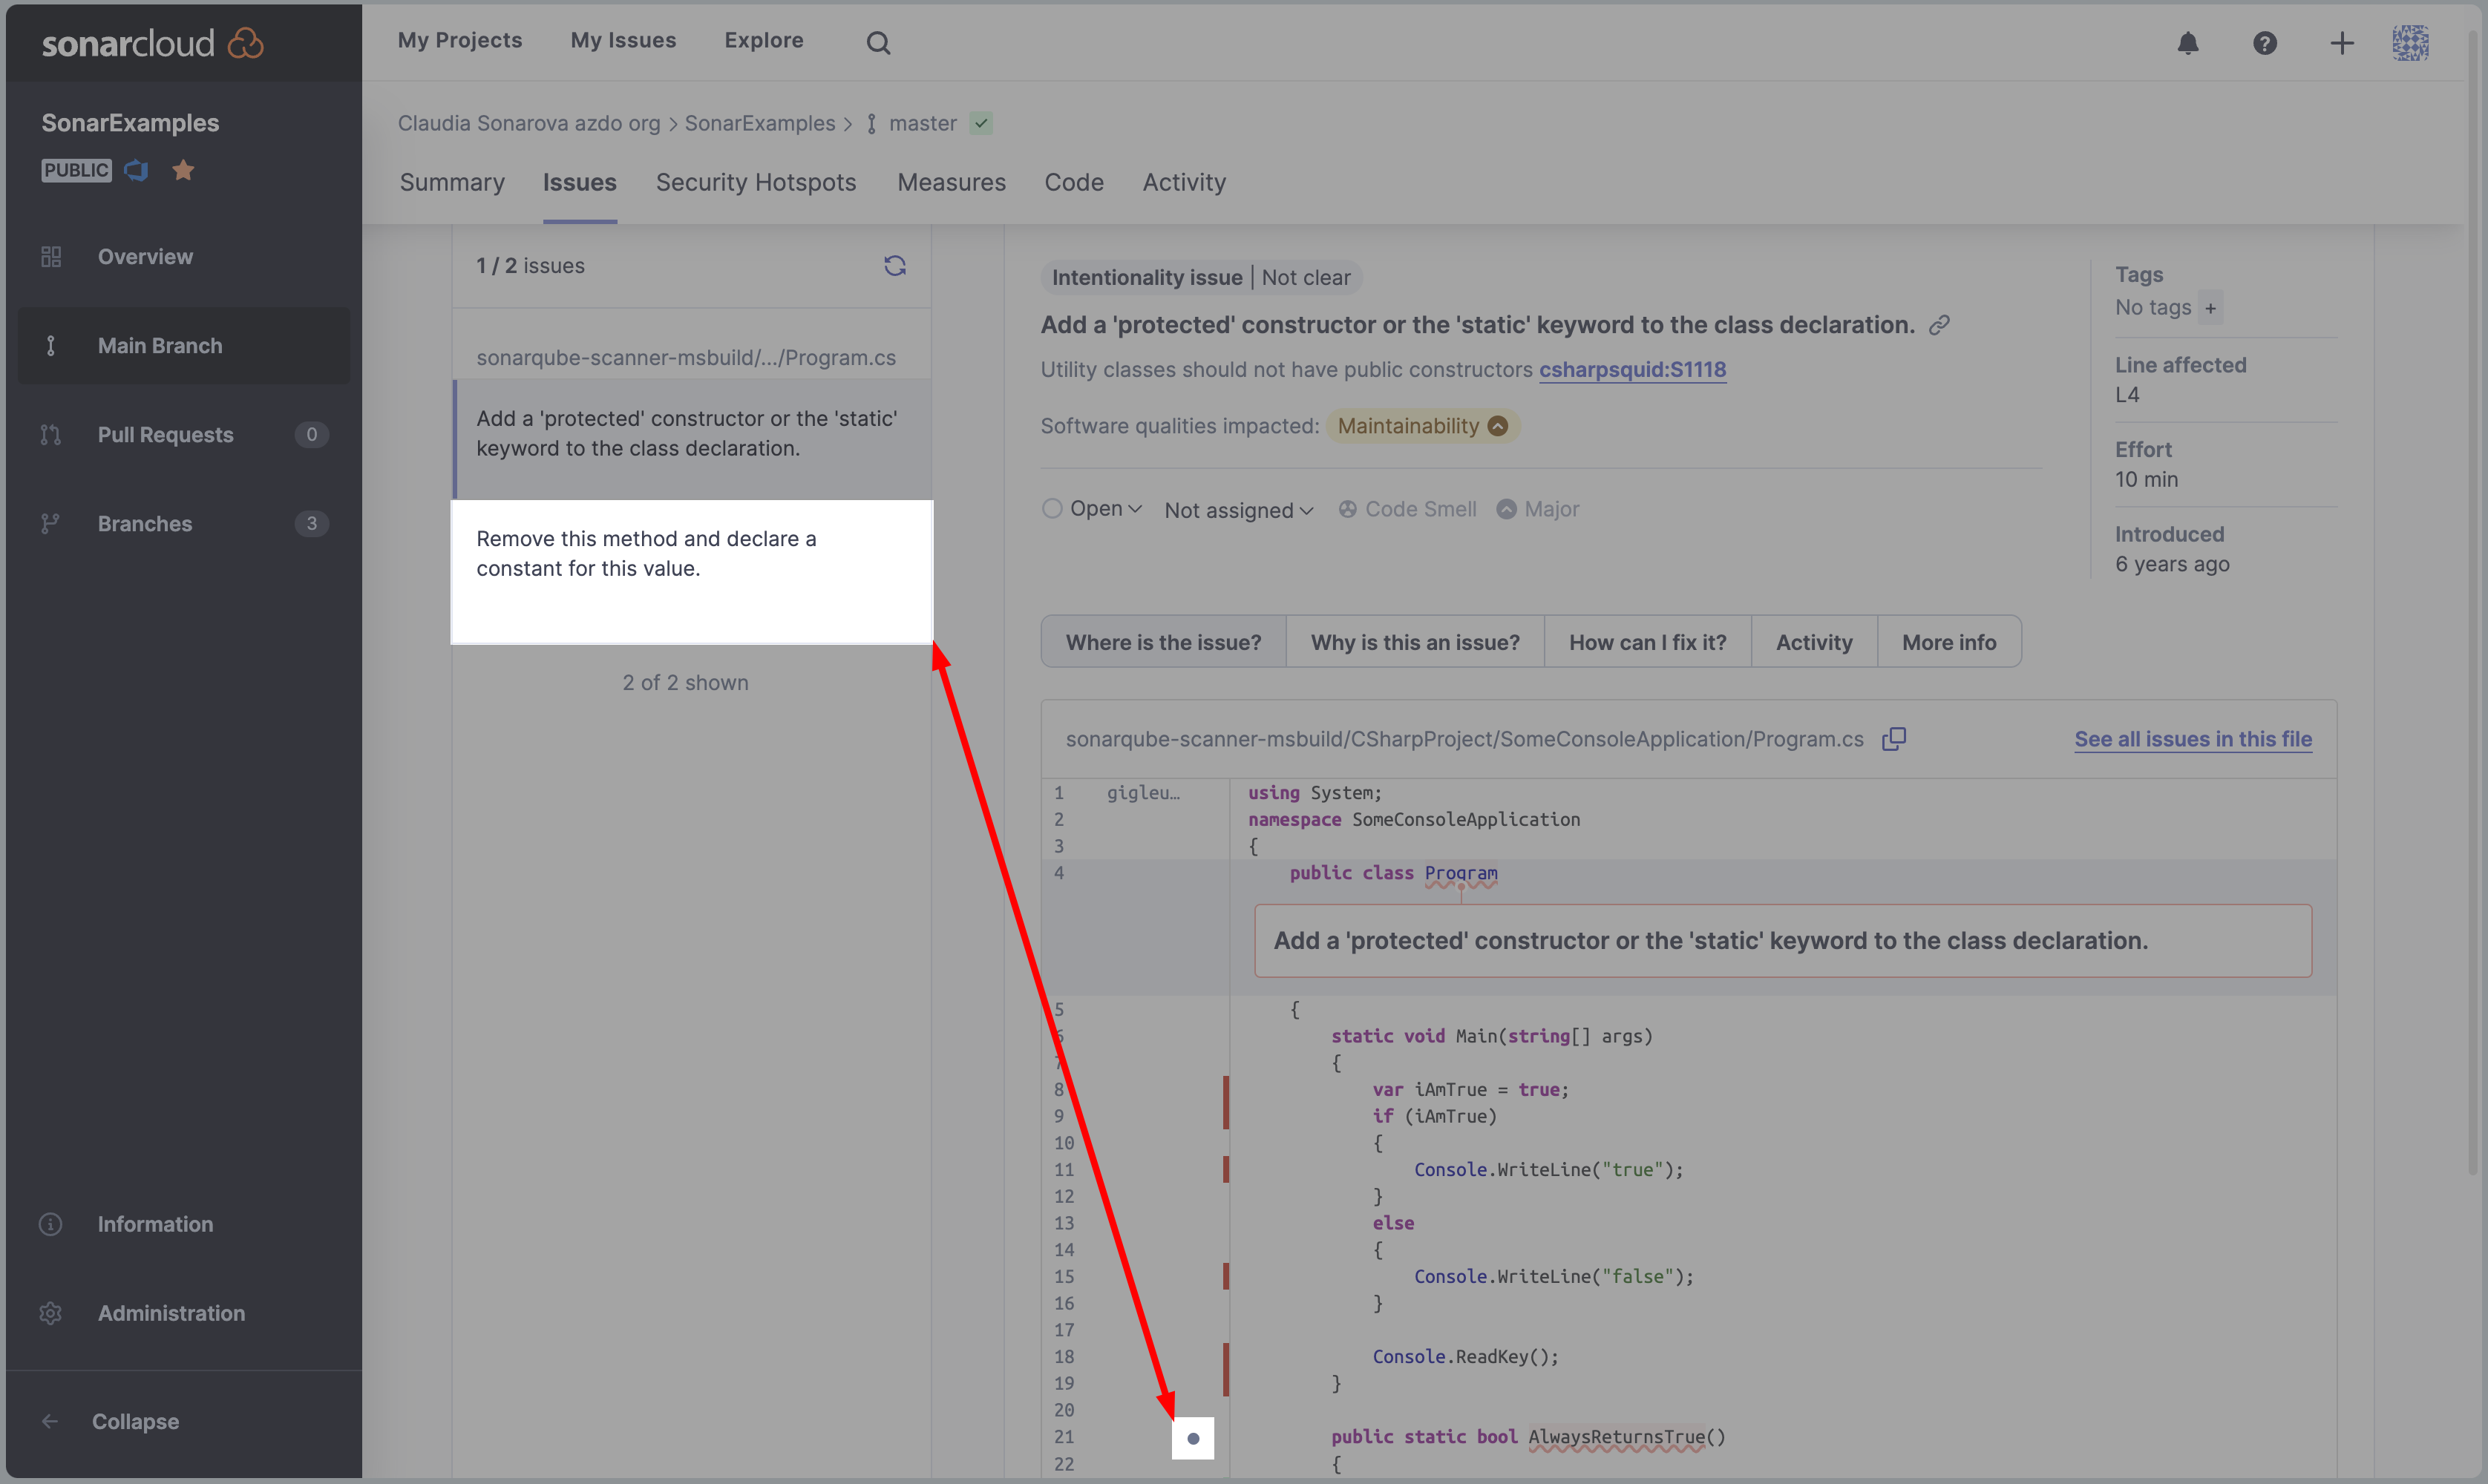 sonarcloud
My Projects
My Issues
Explore
SonarExamples
PUBLIC
Overview
Main Branch
Pull Requests 0
Branches 3
Information
Administration
Collapse
Claudia Sonarova azdo org > SonarExamples > master
Summary
Issues
Security Hotspots
Measures
Code
Activity
1 / 2 issues
sonarqube-scanner-msbuild/.../Program.cs
Add a 'protected' constructor or the 'static'
keyword to the class declaration.
Remove this method and declare a
constant for this value.
2 of 2 shown
Intentionality issue | Not clear
Add a 'protected' constructor or the 'static' keyword to the class declaration.
Utility classes should not have public constructors csharpsquid:S1118
Software qualities impacted: Maintainability
Open Not assigned Code Smell Major
Tags
No tags +
Line affected
L4
Effort
10 min
Introduced
6 years ago
Where is the issue?
Why is this an issue?
How can I fix it?
Activity
More info
sonarqube-scanner-msbuild/CSharpProject/SomeConsoleApplication/Program.cs
See all issues in this file
1 gigleu… using System;
2 namespace SomeConsoleApplication
3 {
4 public class Program
Add a 'protected' constructor or the 'static' keyword to the class declaration.
5 {
6 static void Main(string[] args)
7 {
8 var iAmTrue = true;
9 if (iAmTrue)
10 {
11 Console.WriteLine("true");
12 }
13 else
14 {
15 Console.WriteLine("false");
16 }
17
18 Console.ReadKey();
19 }
20
21 public static bool AlwaysReturnsTrue()
22 {